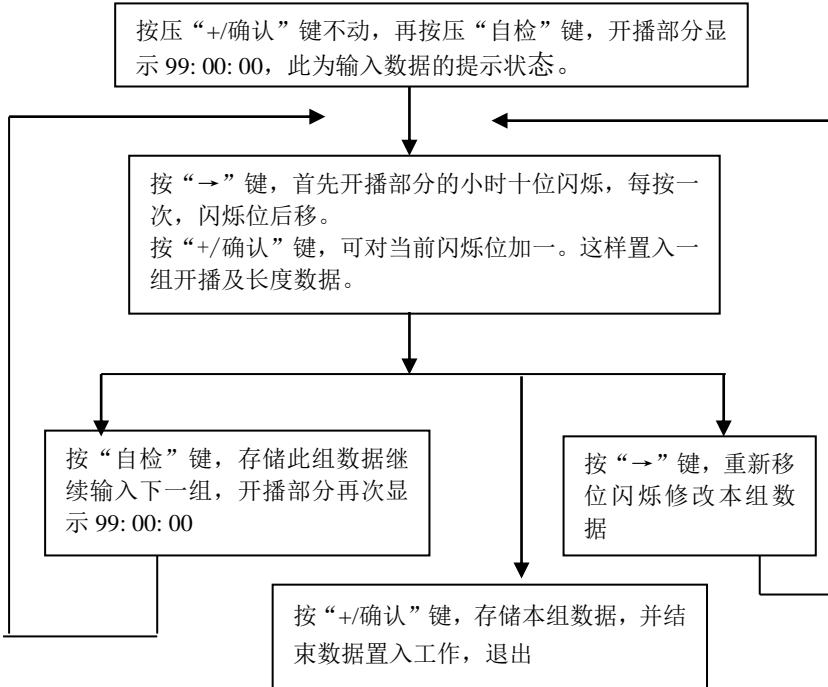 按压“+/确认”键不动，再按压“自检”键，开播部分显
示 99: 00: 00，此为输入数据的提示状态。
按“→”键，首先开播部分的小时十位闪烁，每按一
次，闪烁位后移。
按“+/确认”键，可对当前闪烁位加一。这样置入一
组开播及长度数据。
按“自检”键，存储此组数据继
续输入下一组，开播部分再次显
示 99: 00: 00
按“→”键，重新移
位闪烁修改本组数
据
按“+/确认”键，存储本组数据，并结
束数据置入工作，退出